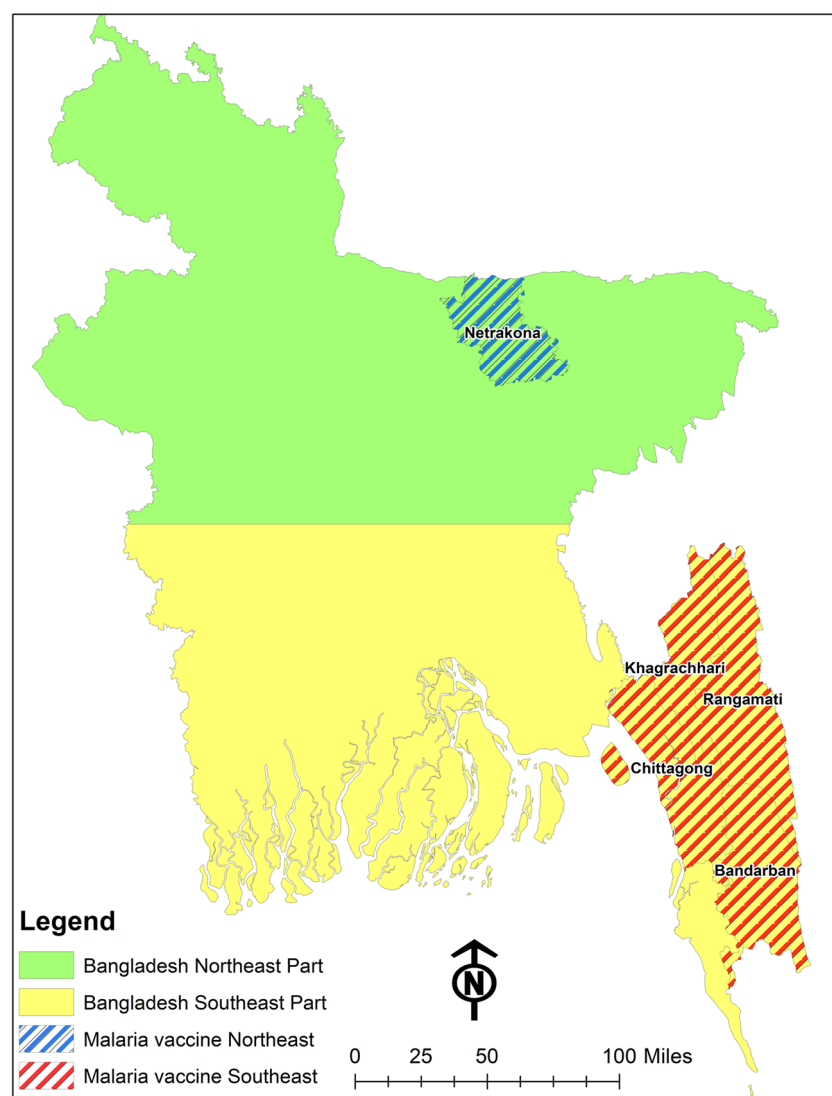 Netrakona
Khagrachhari
Rangamati
Chittagong
Bandarban
Legend
Bangladesh Northeast Part
Bangladesh Southeast Part
Malaria vaccine Northeast
Malaria vaccine Southeast
N
0 25 50 100 Miles